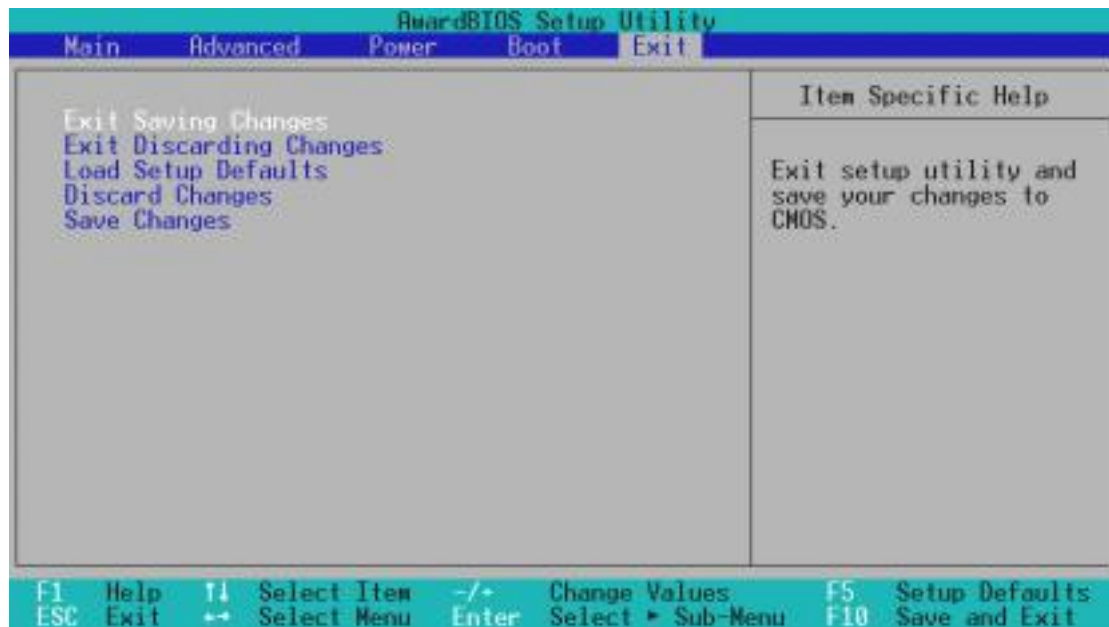 AwardBIOS Setup Utility
Main Advanced Power Boot Exit
Exit Saving Changes
Exit Discarding Changes
Load Setup Defaults
Discard Changes
Save Changes
Item Specific Help
Exit setup utility and
save your changes to
CMOS.
F1 Help ↑↓ Select Item -/+ Change Values F5 Setup Defaults
ESC Exit ←→ Select Menu Enter Select ► Sub-Menu F10 Save and Exit